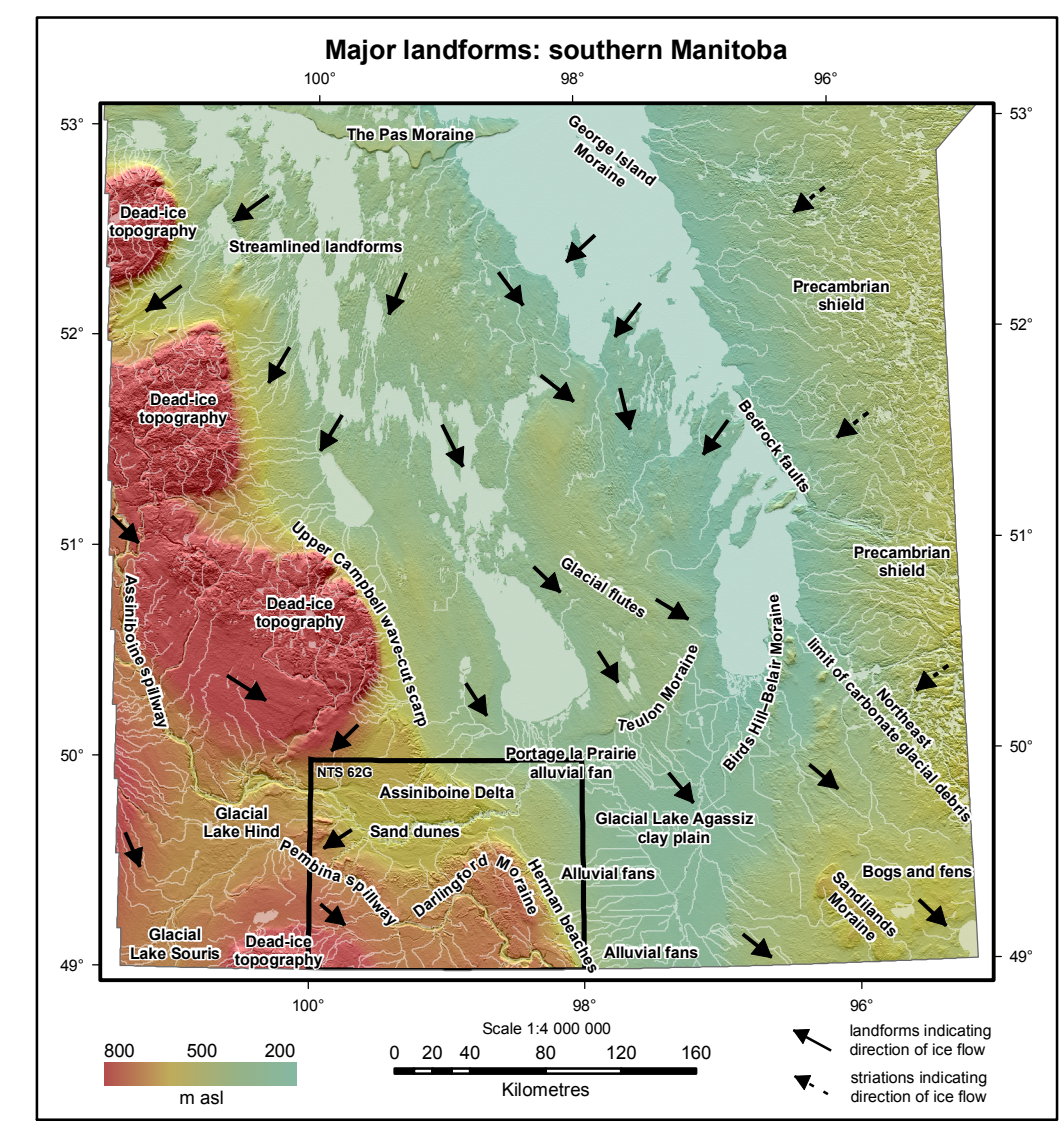 Major landforms: southern Manitoba
100°
98°
96°
53°
53°
The Pas Moraine
George Island
Moraine
Dead-ice
topography
Streamlined landforms
Precambrian
shield
52°
52°
Dead-ice
topography
Bedrock faults
51°
51°
Upper Campbell wave-cut scarp
Precambrian
shield
Glacial flutes
Assiniboine spillway
Dead-ice
topography
Birds Hill–Belair Moraine
Teulon Moraine
limit of carbonate glacial debris
Northeast
50°
50°
Portage la Prairie
alluvial fan
NTS 62G
Assiniboine Delta
Glacial
Lake Hind
Sand dunes
Glacial Lake Agassiz
clay plain
Pembina spillway
Darlingford
Moraine
Herman beaches
Alluvial fans
Bogs and fens
Sandilands
Moraine
Glacial
Lake Souris
Dead-ice
topography
Alluvial fans
49°
49°
100°
98°
96°
Scale 1:4 000 000
800 500 200
m asl
0 20 40 80 120 160
Kilometres
landforms indicating
direction of ice flow
striations indicating
direction of ice flow